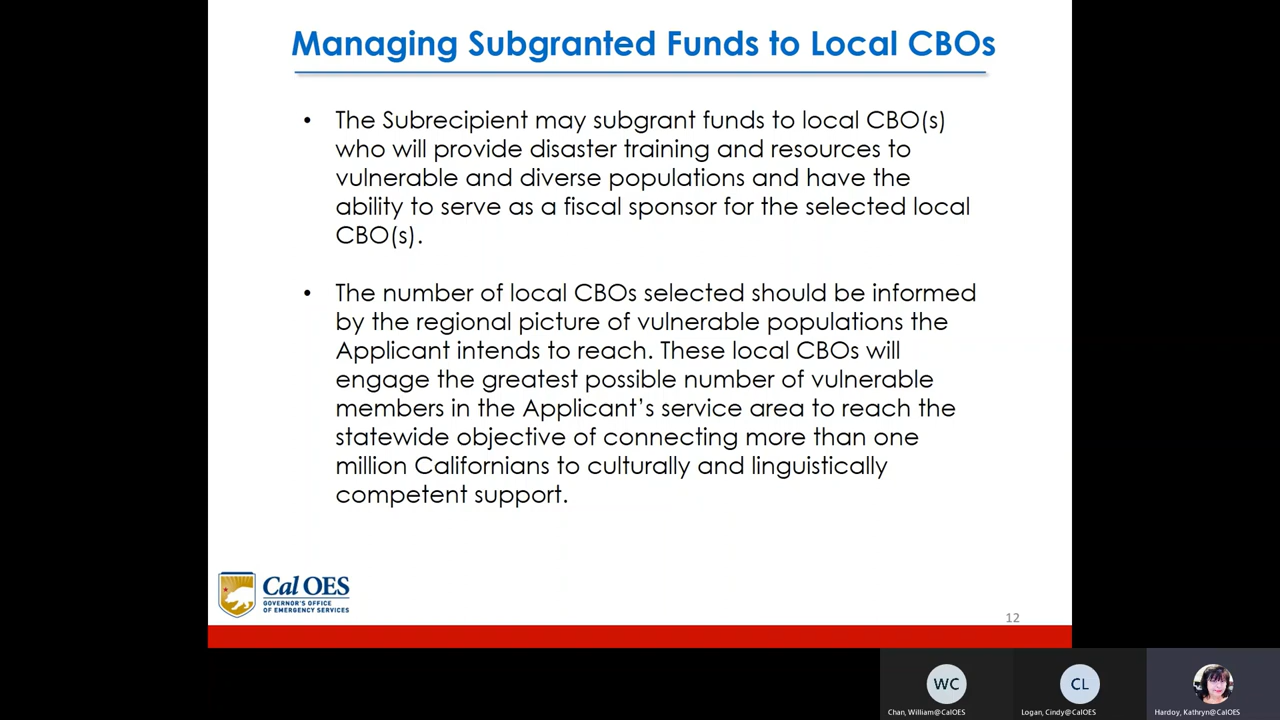 Managing Subgranted Funds to Local CBOs
• The Subrecipient may subgrant funds to local CBO(s)
who will provide disaster training and resources to
vulnerable and diverse populations and have the
ability to serve as a fiscal sponsor for the selected local
CBO(s).
• The number of local CBOs selected should be informed
by the regional picture of vulnerable populations the
Applicant intends to reach. These local CBOs will
engage the greatest possible number of vulnerable
members in the Applicant’s service area to reach the
statewide objective of connecting more than one
million Californians to culturally and linguistically
competent support.
Cal OES
GOVERNOR'S OFFICE
OF EMERGENCY SERVICES
12
WC
CL
Chan, William@CalOES
Logan, Cindy@CalOES
Hardoy, Kathryn@CalOES